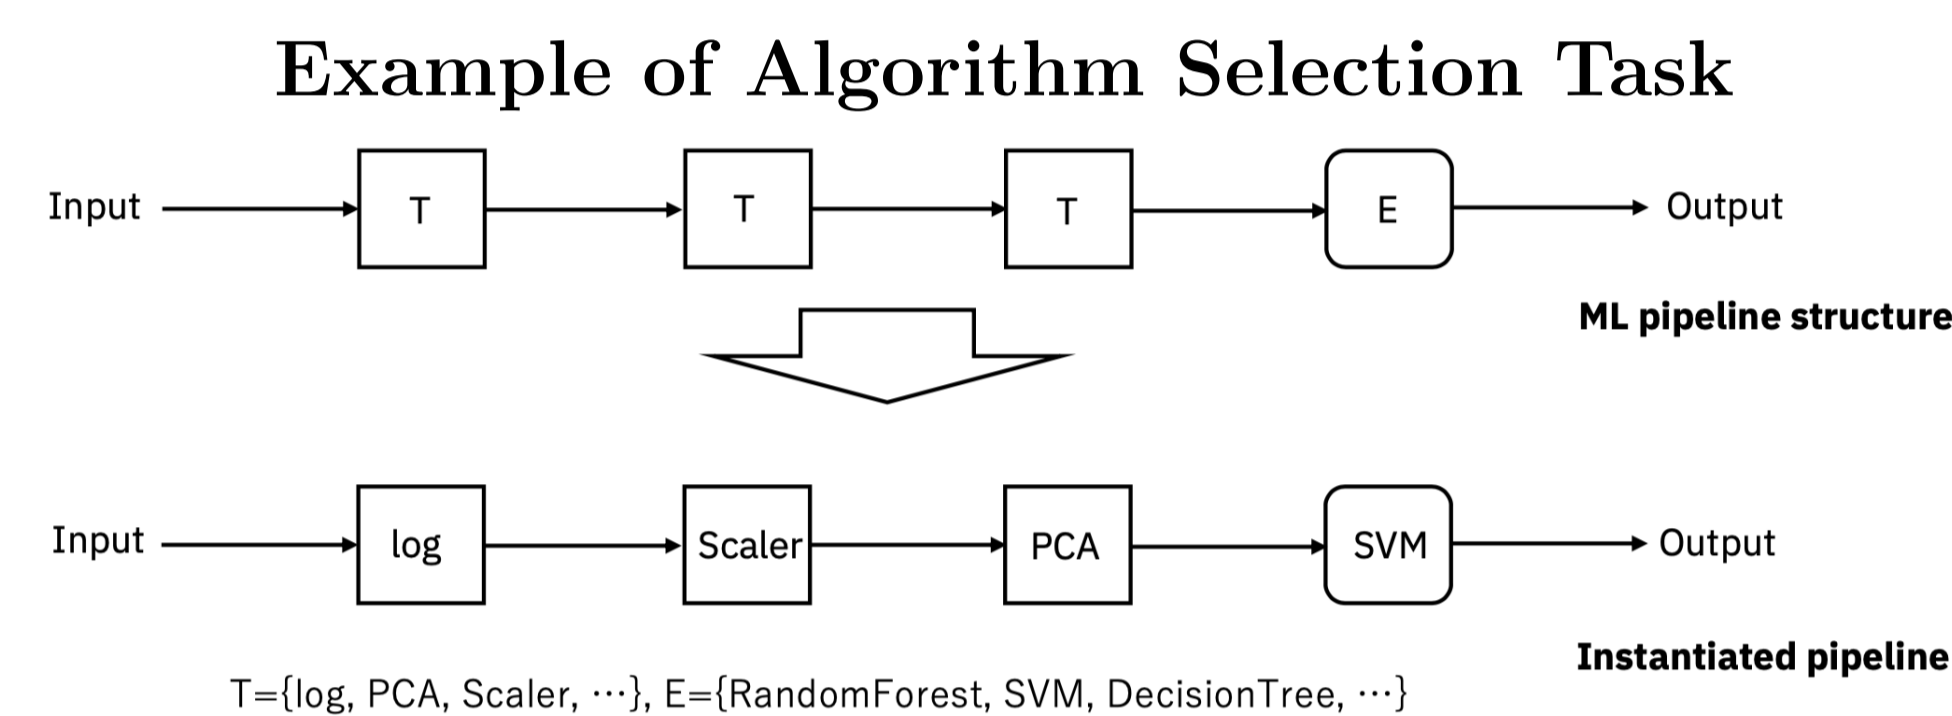 Example of Algorithm Selection Task
Input T T T E Output
ML pipeline structure
Input log Scaler PCA SVM Output
Instantiated pipeline
T={log, PCA, Scaler, ⋯}, E={RandomForest, SVM, DecisionTree, ⋯}